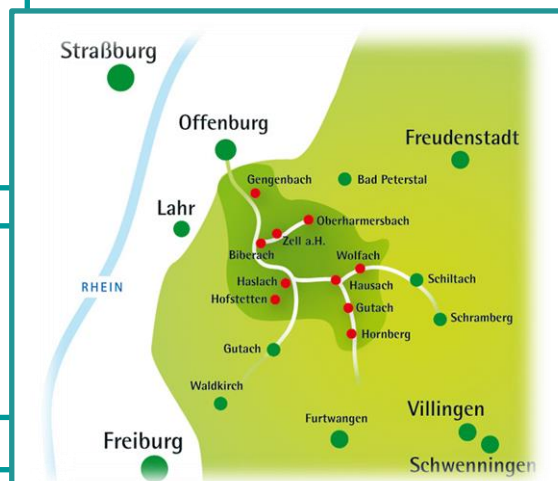 Straßburg
Offenburg
Freudenstadt
Gengenbach
Bad Peterstal
Lahr
Oberharmersbach
Zell a.H.
Biberach
Wolfach
RHEIN
Haslach
Hausach
Schiltach
Hofstetten
Gutach
Schramberg
Hornberg
Gutach
Waldkirch
Furtwangen
Villingen
Freiburg
Schwenningen